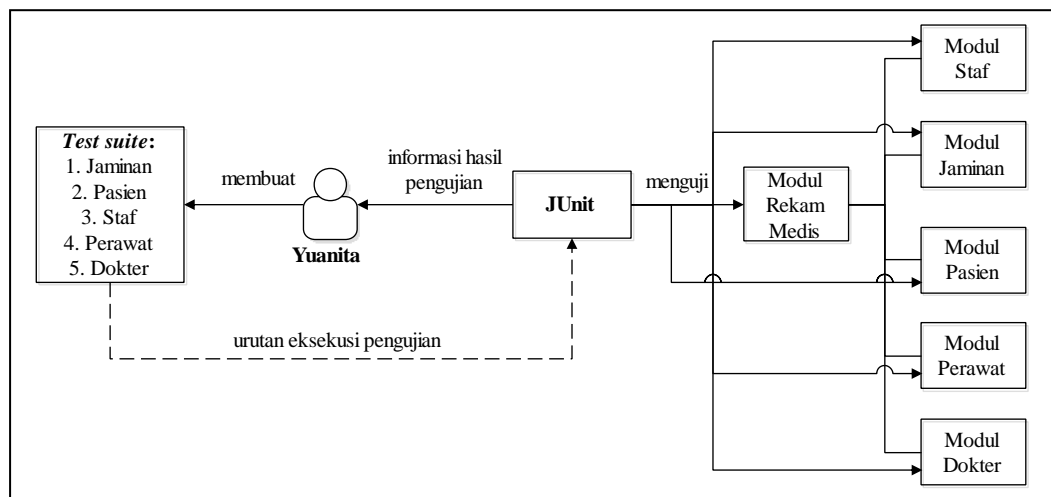 Test suite:
1. Jaminan
2. Pasien
3. Staf
4. Perawat
5. Dokter
membuat
Yuanita
informasi hasil
pengujian
JUnit
urutan eksekusi pengujian
menguji
Modul
Rekam
Medis
Modul
Staf
Modul
Jaminan
Modul
Pasien
Modul
Perawat
Modul
Dokter